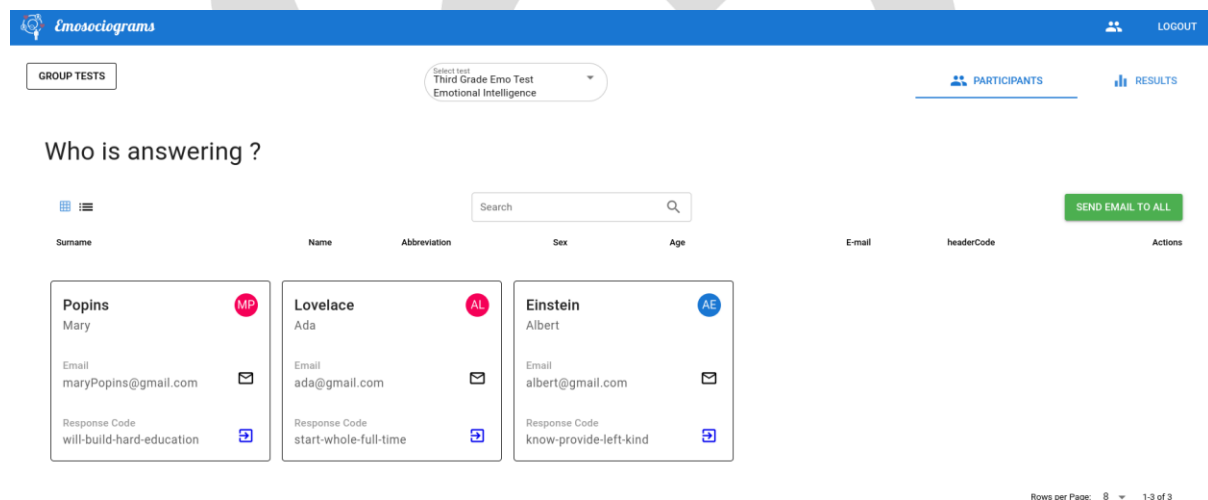 Emosociograms
LOGOUT
GROUP TESTS
Select test
Third Grade Emo Test
Emotional Intelligence
PARTICIPANTS
RESULTS
Who is answering ?
Search
SEND EMAIL TO ALL
Surname Name Abbreviation Sex Age E-mail headerCode Actions
Popins
MP
Mary
Email
maryPopins@gmail.com
Response Code
will-build-hard-education
Lovelace
AL
Ada
Email
ada@gmail.com
Response Code
start-whole-full-time
Einstein
AE
Albert
Email
albert@gmail.com
Response Code
know-provide-left-kind
Rows per Page: 8 1-3 of 3